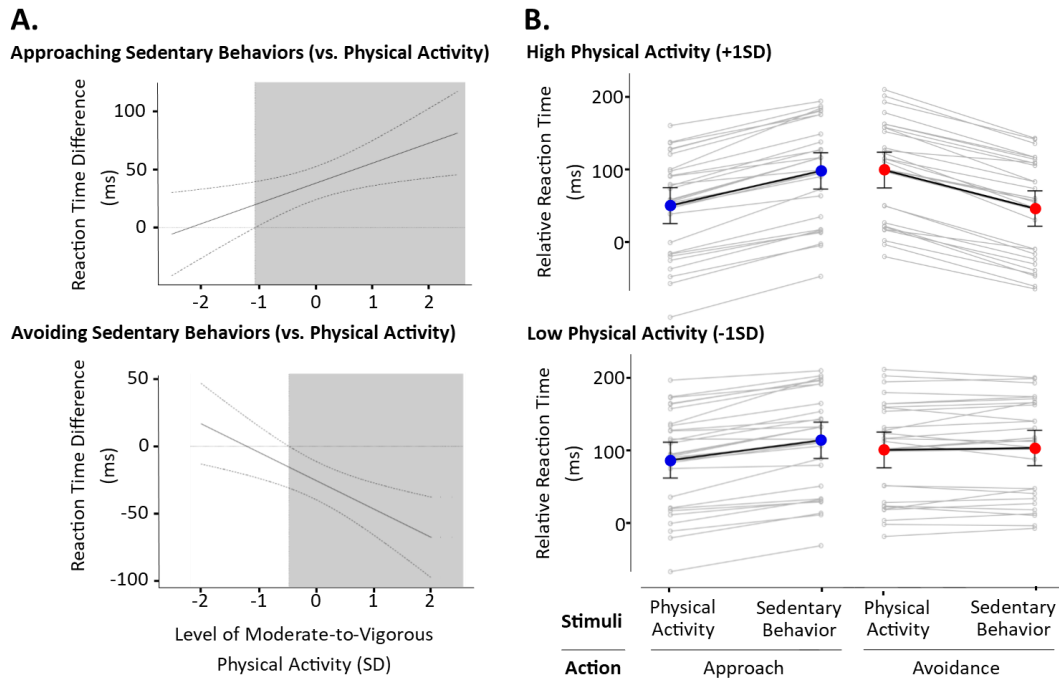 A.
Approaching Sedentary Behaviors (vs. Physical Activity)
Reaction Time Difference
(ms)
100
50
0
-2 -1 0 1 2
Avoiding Sedentary Behaviors (vs. Physical Activity)
Reaction Time Difference
(ms)
50
0
-50
-100
-2 -1 0 1 2
Level of Moderate-to-Vigorous
Physical Activity (SD)
B.
High Physical Activity (+1SD)
Relative Reaction Time
(ms)
200
100
0
Low Physical Activity (-1SD)
Relative Reaction Time
(ms)
200
100
0
Stimuli
Physical
Activity
Sedentary
Behavior
Physical
Activity
Sedentary
Behavior
Action
Approach
Avoidance